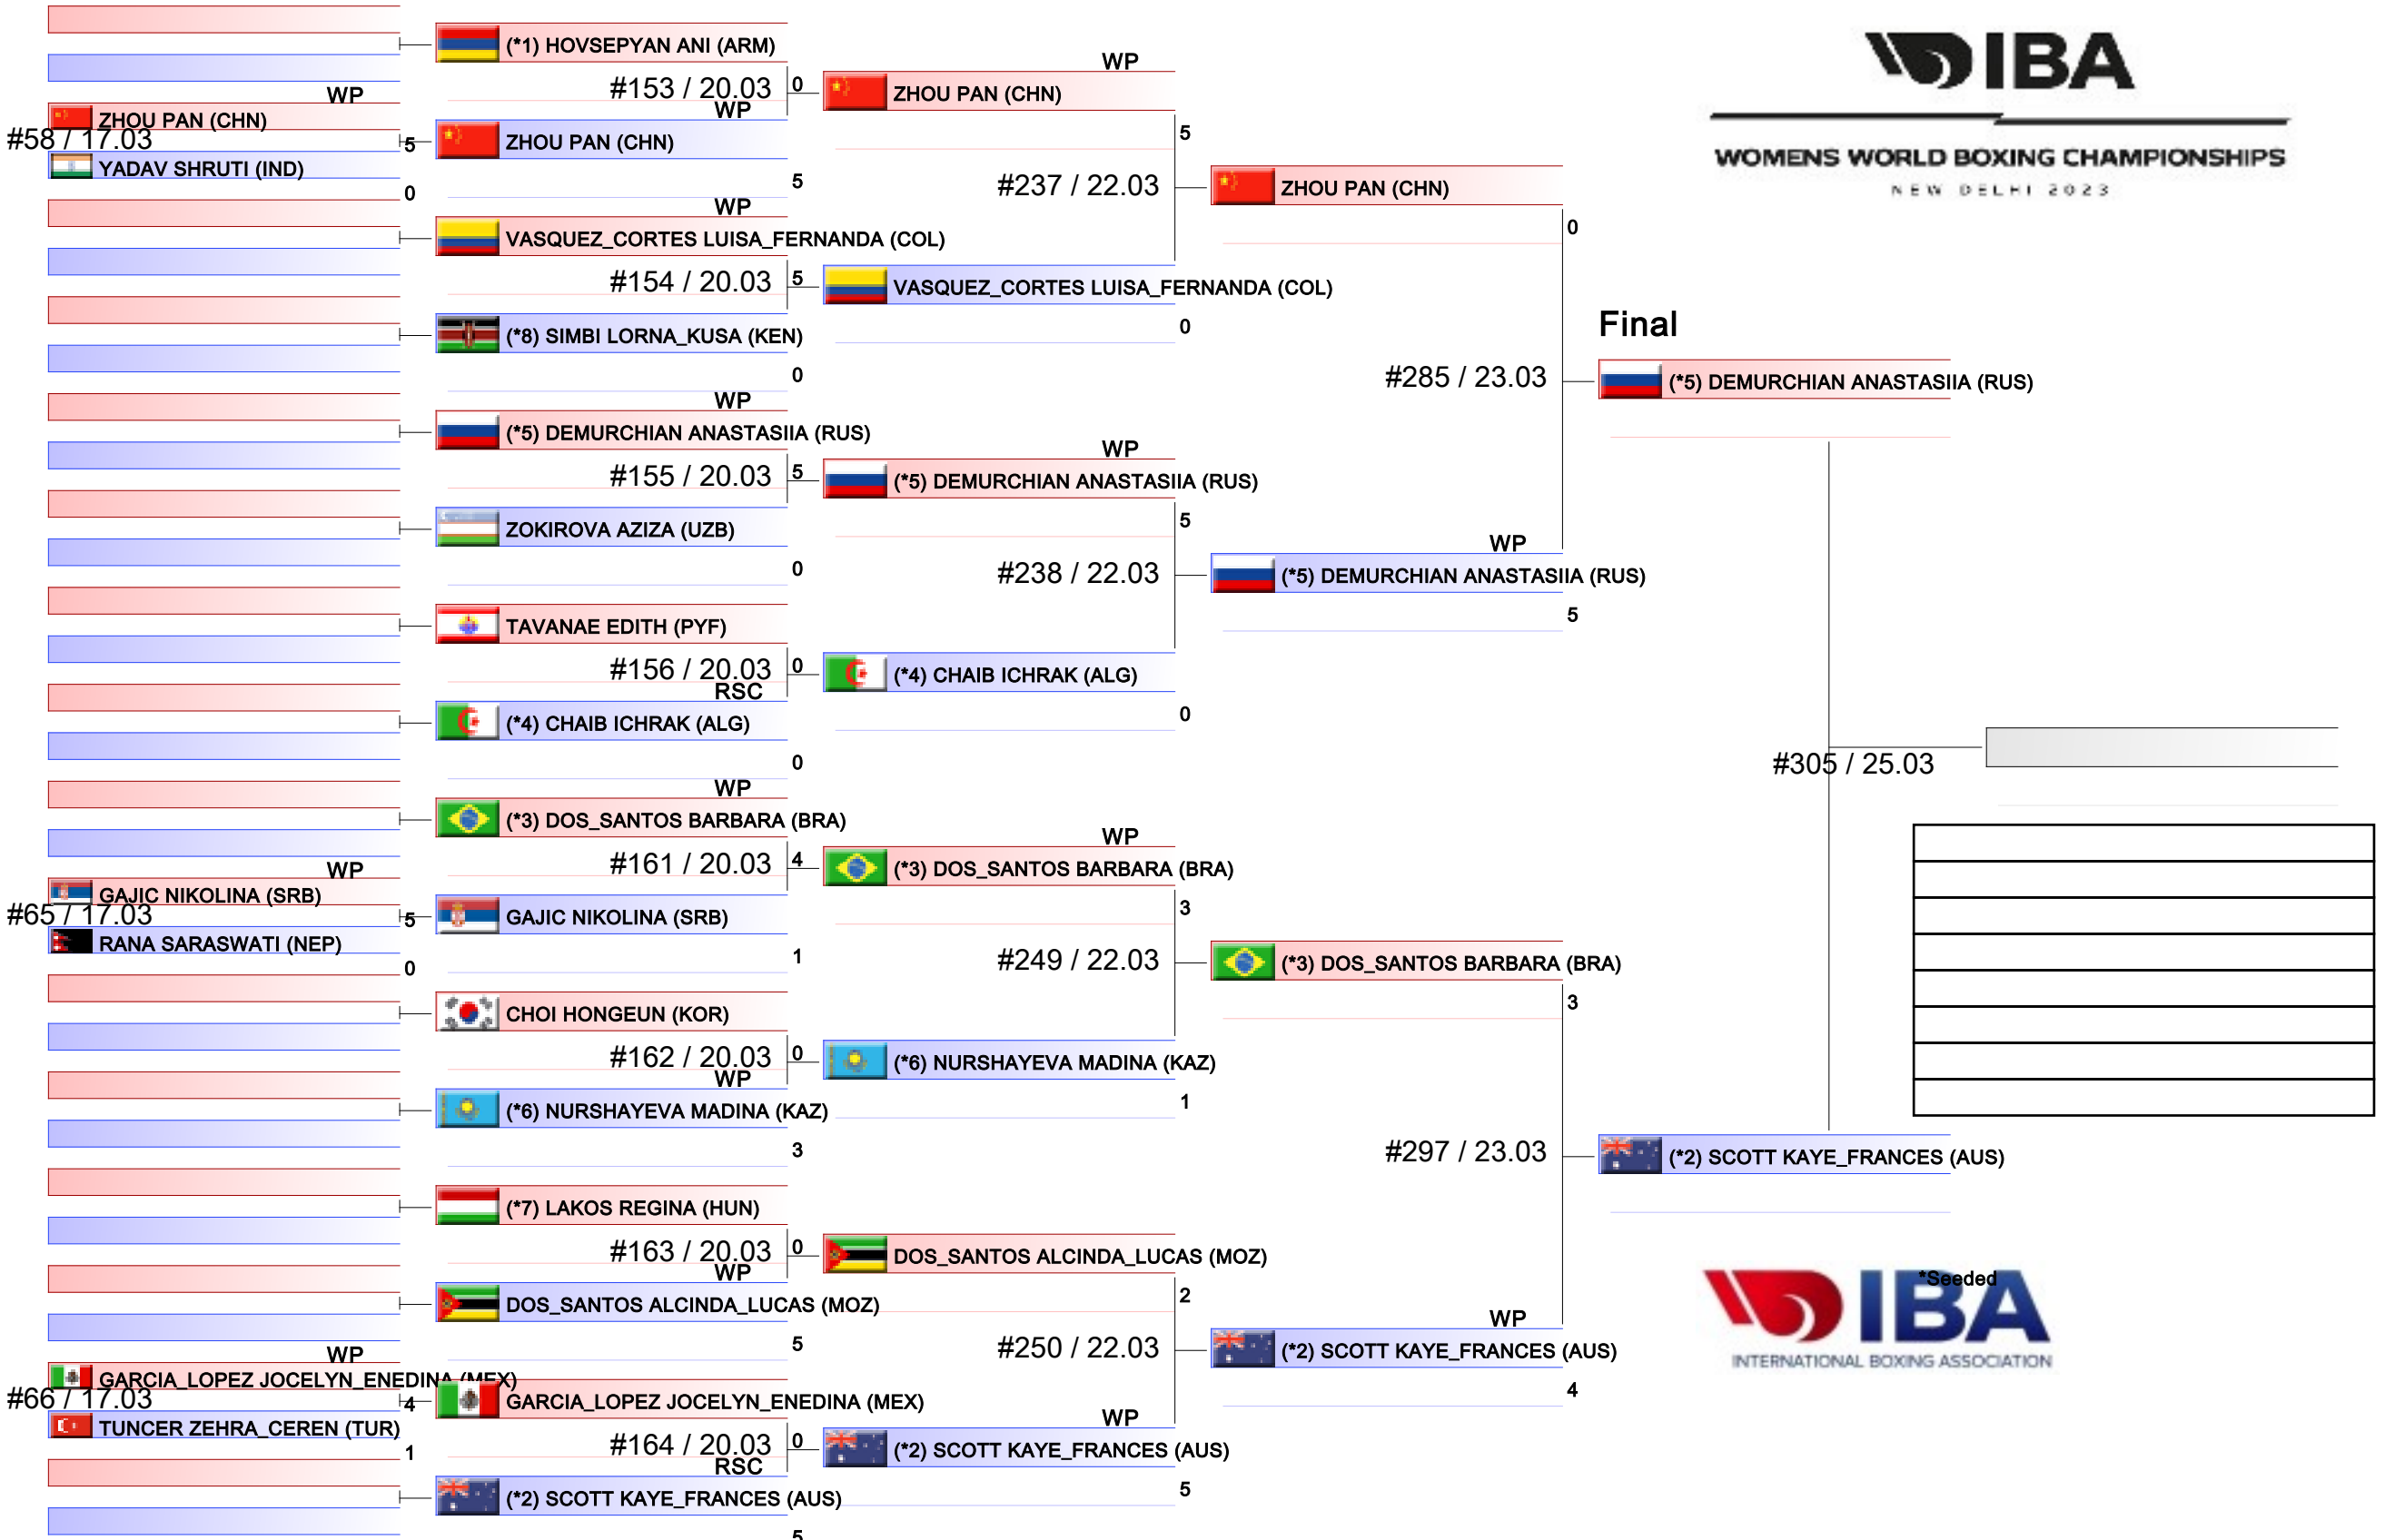 (*1) HOVSEPYAN ANI (ARM)
#153 / 20.03
0
WP
ZHOU PAN (CHN)
#58 / 17.03
5
YADAV SHRUTI (IND)
0
WP
ZHOU PAN (CHN)
5
WP
VASQUEZ_CORTES LUISA_FERNANDA (COL)
#154 / 20.03
5
(*8) SIMBI LORNA_KUSA (KEN)
0
WP
(*5) DEMURCHIAN ANASTASIIA (RUS)
#155 / 20.03
5
ZOKIROVA AZIZA (UZB)
0
TAVANAE EDITH (PYF)
#156 / 20.03
0
RSC
(*4) CHAIB ICHRAK (ALG)
0
WP
(*3) DOS_SANTOS BARBARA (BRA)
#161 / 20.03
4
WP
GAJIC NIKOLINA (SRB)
#65 / 17.03
5
RANA SARASWATI (NEP)
0
GAJIC NIKOLINA (SRB)
1
CHOI HONGEUN (KOR)
#162 / 20.03
0
WP
(*6) NURSHAYEVA MADINA (KAZ)
3
(*7) LAKOS REGINA (HUN)
#163 / 20.03
0
WP
DOS_SANTOS ALCINDA_LUCAS (MOZ)
5
WP
GARCIA_LOPEZ JOCELYN_ENEDINA (MEX)
#66 / 17.03
4
TUNCER ZEHRA_CEREN (TUR)
1
GARCIA_LOPEZ JOCELYN_ENEDINA (MEX)
#164 / 20.03
0
RSC
(*2) SCOTT KAYE_FRANCES (AUS)
5
WP
ZHOU PAN (CHN)
5
#237 / 22.03
VASQUEZ_CORTES LUISA_FERNANDA (COL)
0
WP
(*5) DEMURCHIAN ANASTASIIA (RUS)
5
#238 / 22.03
(*4) CHAIB ICHRAK (ALG)
0
WP
(*3) DOS_SANTOS BARBARA (BRA)
3
#249 / 22.03
(*6) NURSHAYEVA MADINA (KAZ)
1
DOS_SANTOS ALCINDA_LUCAS (MOZ)
2
#250 / 22.03
WP
(*2) SCOTT KAYE_FRANCES (AUS)
5
ZHOU PAN (CHN)
0
#285 / 23.03
WP
(*5) DEMURCHIAN ANASTASIIA (RUS)
5
(*3) DOS_SANTOS BARBARA (BRA)
3
#297 / 23.03
WP
(*2) SCOTT KAYE_FRANCES (AUS)
4
Final
(*5) DEMURCHIAN ANASTASIIA (RUS)
#305 / 25.03
(*2) SCOTT KAYE_FRANCES (AUS)
IBA
WOMENS WORLD BOXING CHAMPIONSHIPS
NEW DELHI 2023
*Seeded
IBA
INTERNATIONAL BOXING ASSOCIATION